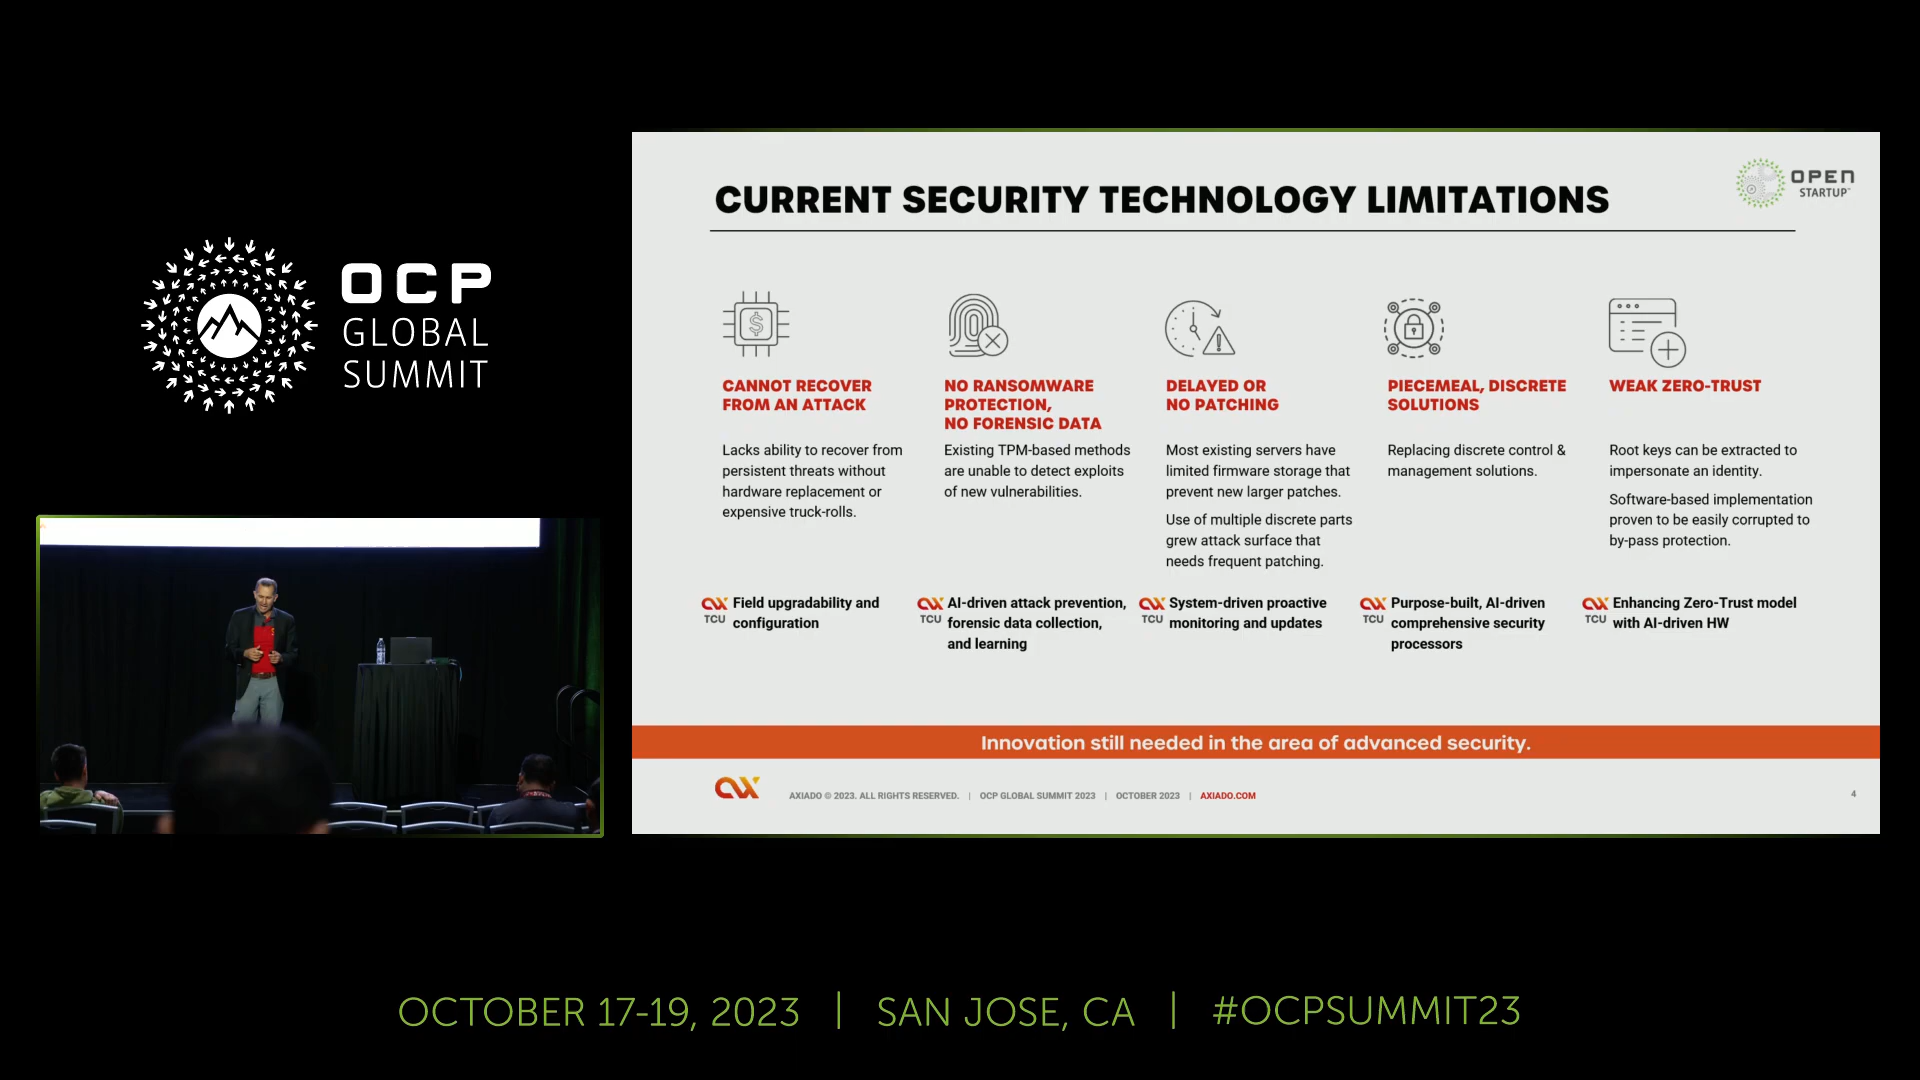 OCP
GLOBAL
SUMMIT
CURRENT SECURITY TECHNOLOGY LIMITATIONS
OPEN
STARTUP
$
CANNOT RECOVER
FROM AN ATTACK
Lacks ability to recover from
persistent threats without
hardware replacement or
expensive truck-rolls.
TCU
Field upgradability and
configuration
NO RANSOMWARE
PROTECTION,
NO FORENSIC DATA
Existing TPM-based methods
are unable to detect exploits
of new vulnerabilities.
TCU
AI-driven attack prevention,
forensic data collection,
and learning
DELAYED OR
NO PATCHING
Most existing servers have
limited firmware storage that
prevent new larger patches.
Use of multiple discrete parts
grew attack surface that
needs frequent patching.
TCU
System-driven proactive
monitoring and updates
PIECEMEAL, DISCRETE
SOLUTIONS
Replacing discrete control &
management solutions.
TCU
Purpose-built, AI-driven
comprehensive security
processors
WEAK ZERO-TRUST
Root keys can be extracted to
impersonate an identity.
Software-based implementation
proven to be easily corrupted to
by-pass protection.
TCU
Enhancing Zero-Trust model
with AI-driven HW
Innovation still needed in the area of advanced security.
AXIADO © 2023. ALL RIGHTS RESERVED. | OCP GLOBAL SUMMIT 2023 | OCTOBER 2023 | AXIADO.COM
4
OCTOBER 17-19, 2023 | SAN JOSE, CA | #OCPSUMMIT23